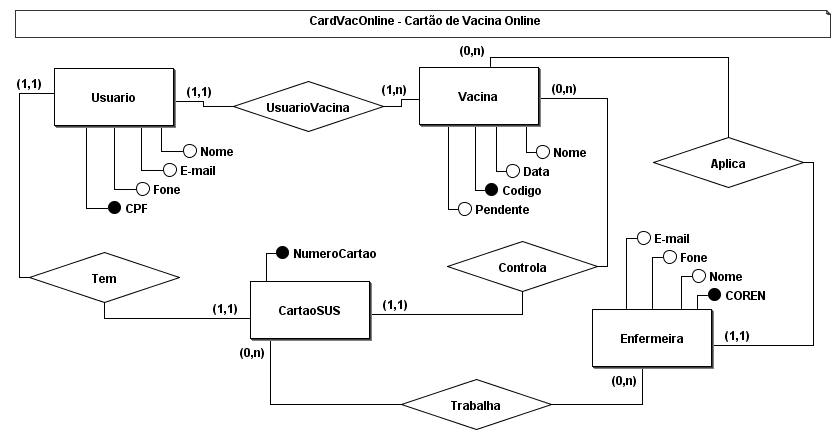 CardVacOnline - Cartão de Vacina Online
(0,n)
(1,1)
Usuario
(1,1)
UsuarioVacina
(1,n)
Vacina
(0,n)
Nome
E-mail
Fone
CPF
Nome
Data
Codigo
Pendente
Aplica
NumeroCartao
E-mail
Fone
Nome
COREN
Tem
Controla
(1,1)
CartaoSUS
(1,1)
Enfermeira
(1,1)
(0,n)
(0,n)
Trabalha